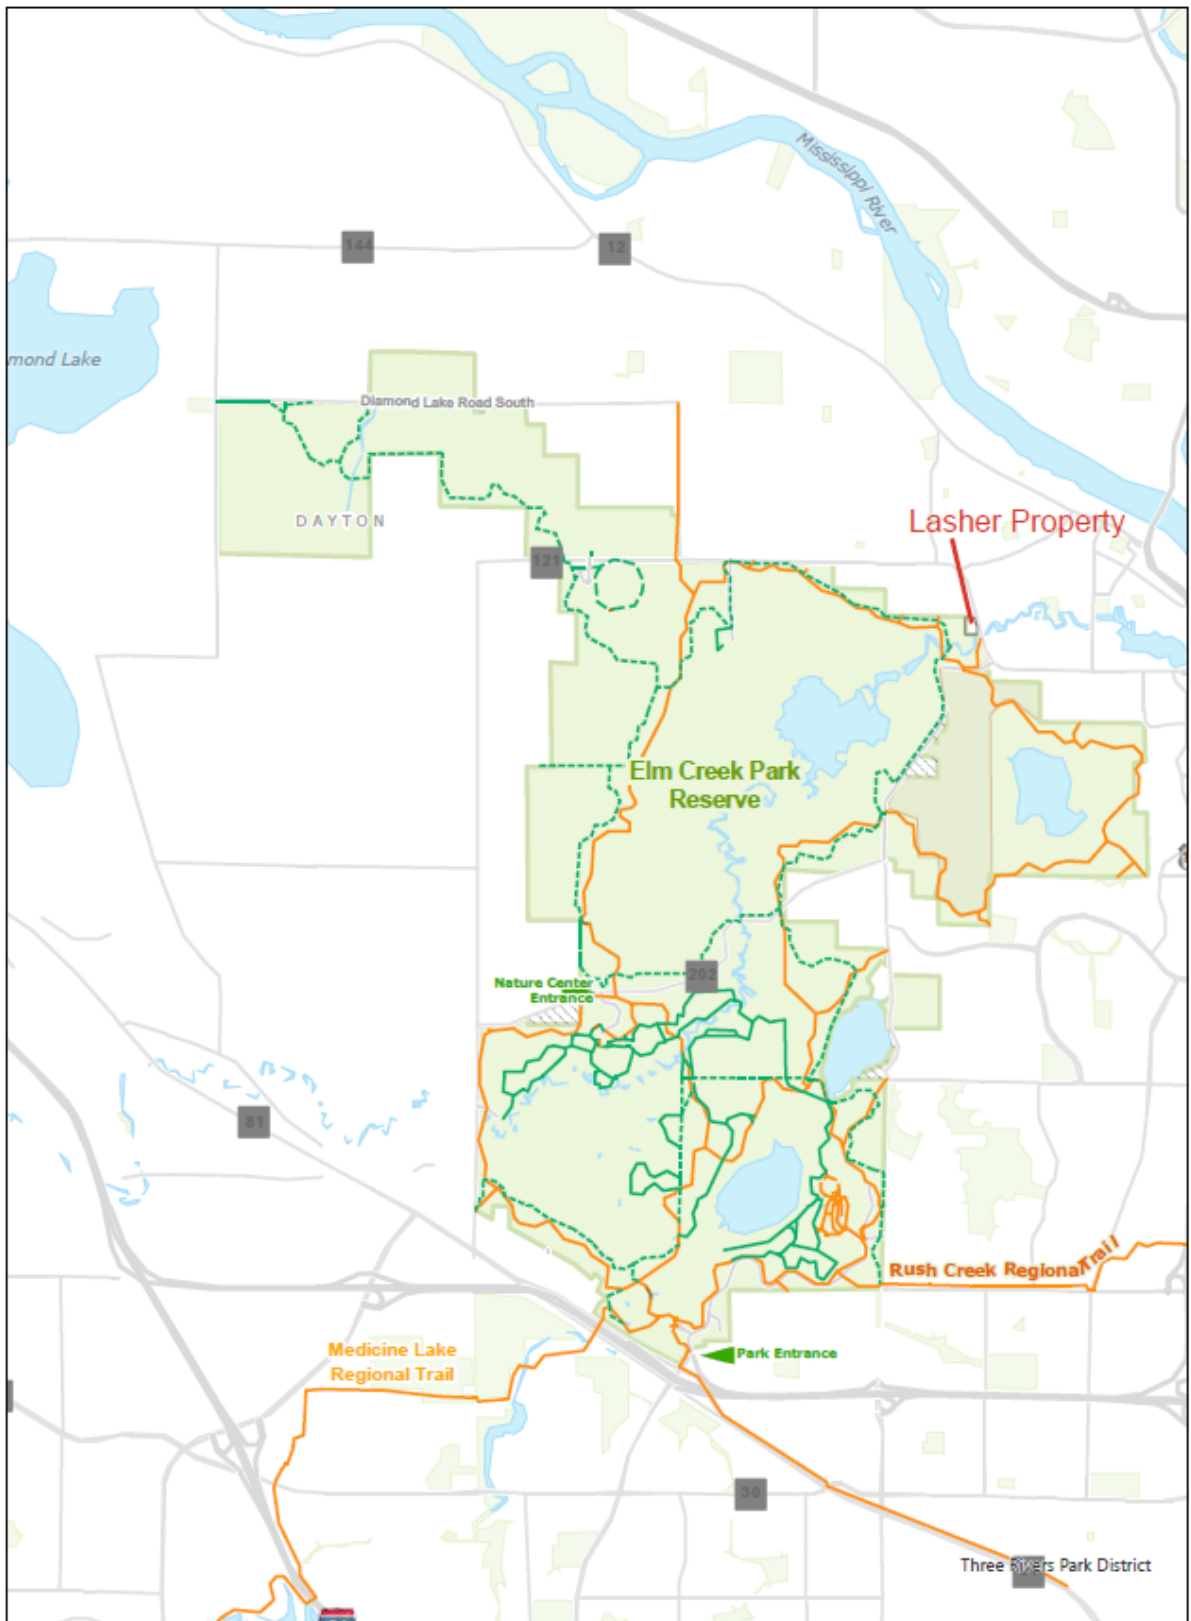 Mississippi River
144
12
mond Lake
Diamond Lake Road South
Lasher Property
DAYTON
121
Elm Creek Park
Reserve
202
Nature Center
Entrance
81
Rush Creek Regional Trail
Medicine Lake
Regional Trail
Park Entrance
30
Three Rivers Park District